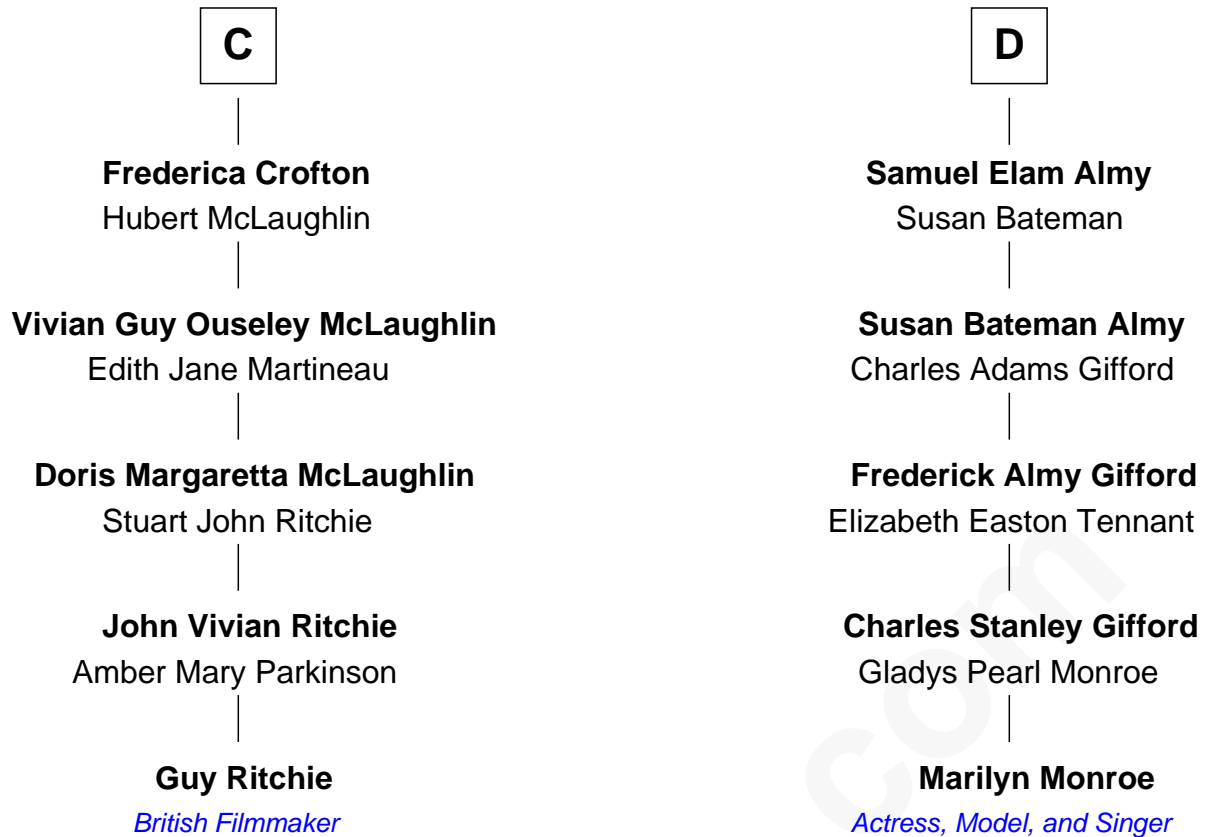 C
Frederica Crofton
Hubert McLaughlin
Vivian Guy Ouseley McLaughlin
Edith Jane Martineau
Doris Margaretta McLaughlin
Stuart John Ritchie
John Vivian Ritchie
Amber Mary Parkinson
Guy Ritchie
British Filmmaker
D
Samuel Elam Almy
Susan Bateman
Susan Bateman Almy
Charles Adams Gifford
Frederick Almy Gifford
Elizabeth Easton Tennant
Charles Stanley Gifford
Gladys Pearl Monroe
Marilyn Monroe
Actress, Model, and Singer
com